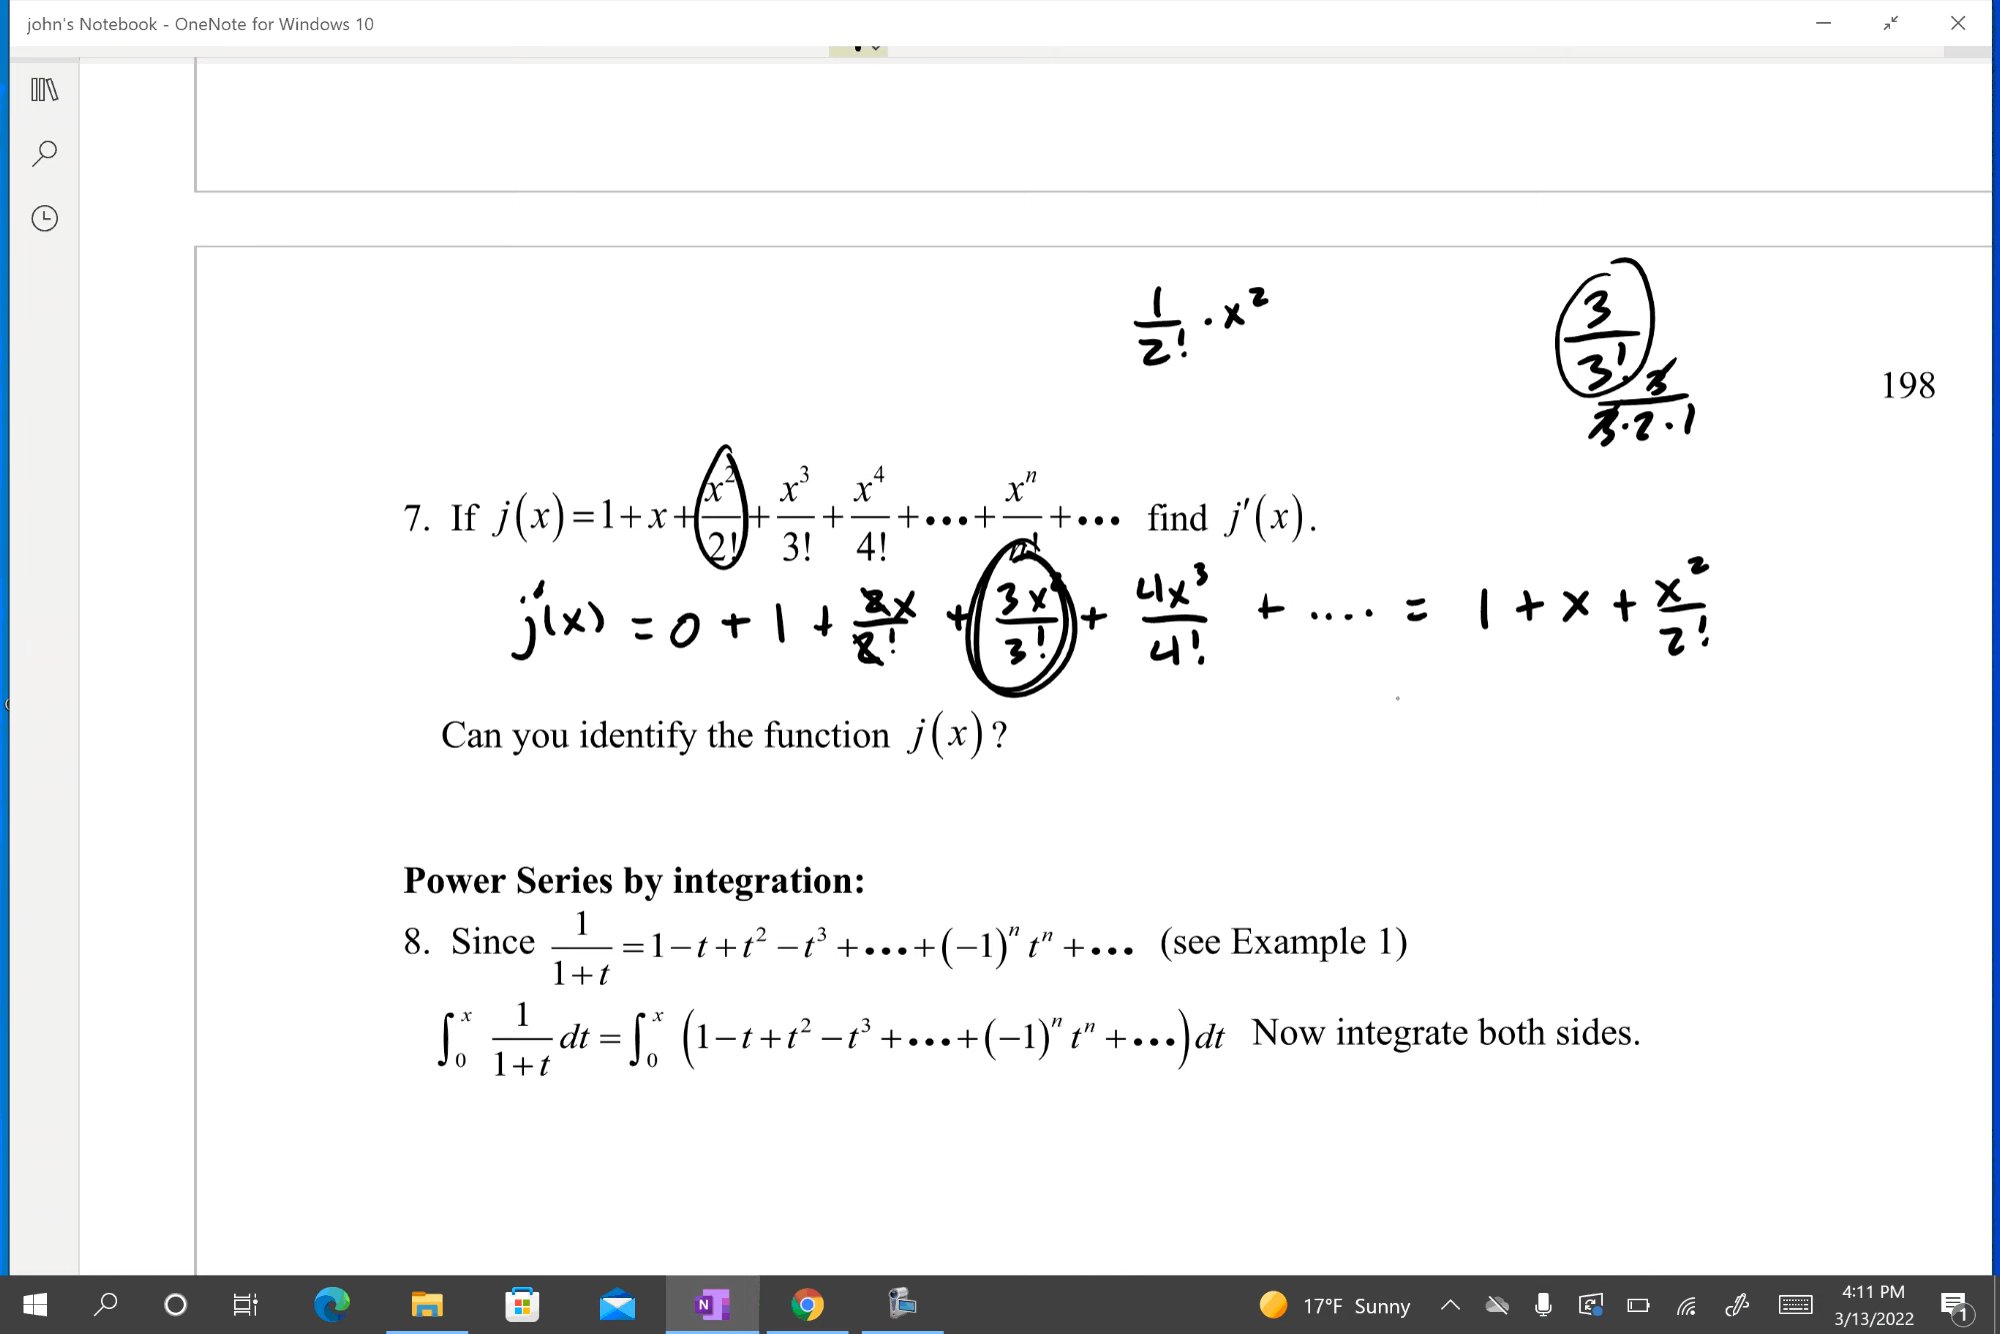 john's Notebook - OneNote for Windows 10
1/2! · x²
3/3!
3/3·2·1
198
7. If j(x)=1+x+x²/2!+x³/3!+x⁴/4!+•••+xⁿ/n!+••• find j′(x).
j'(x) = 0 + 1 + 2x/2! + 3x²/3! + 4x³/4! + .... = 1 + x + x²/2!
Can you identify the function j(x)?
Power Series by integration:
8. Since 1/(1+t) =1−t+t²−t³+•••+(−1)ⁿtⁿ+••• (see Example 1)
∫₀ˣ 1/(1+t) dt = ∫₀ˣ (1−t+t²−t³+•••+(−1)ⁿtⁿ+•••)dt Now integrate both sides.
17°F Sunny
4:11 PM
3/13/2022
1